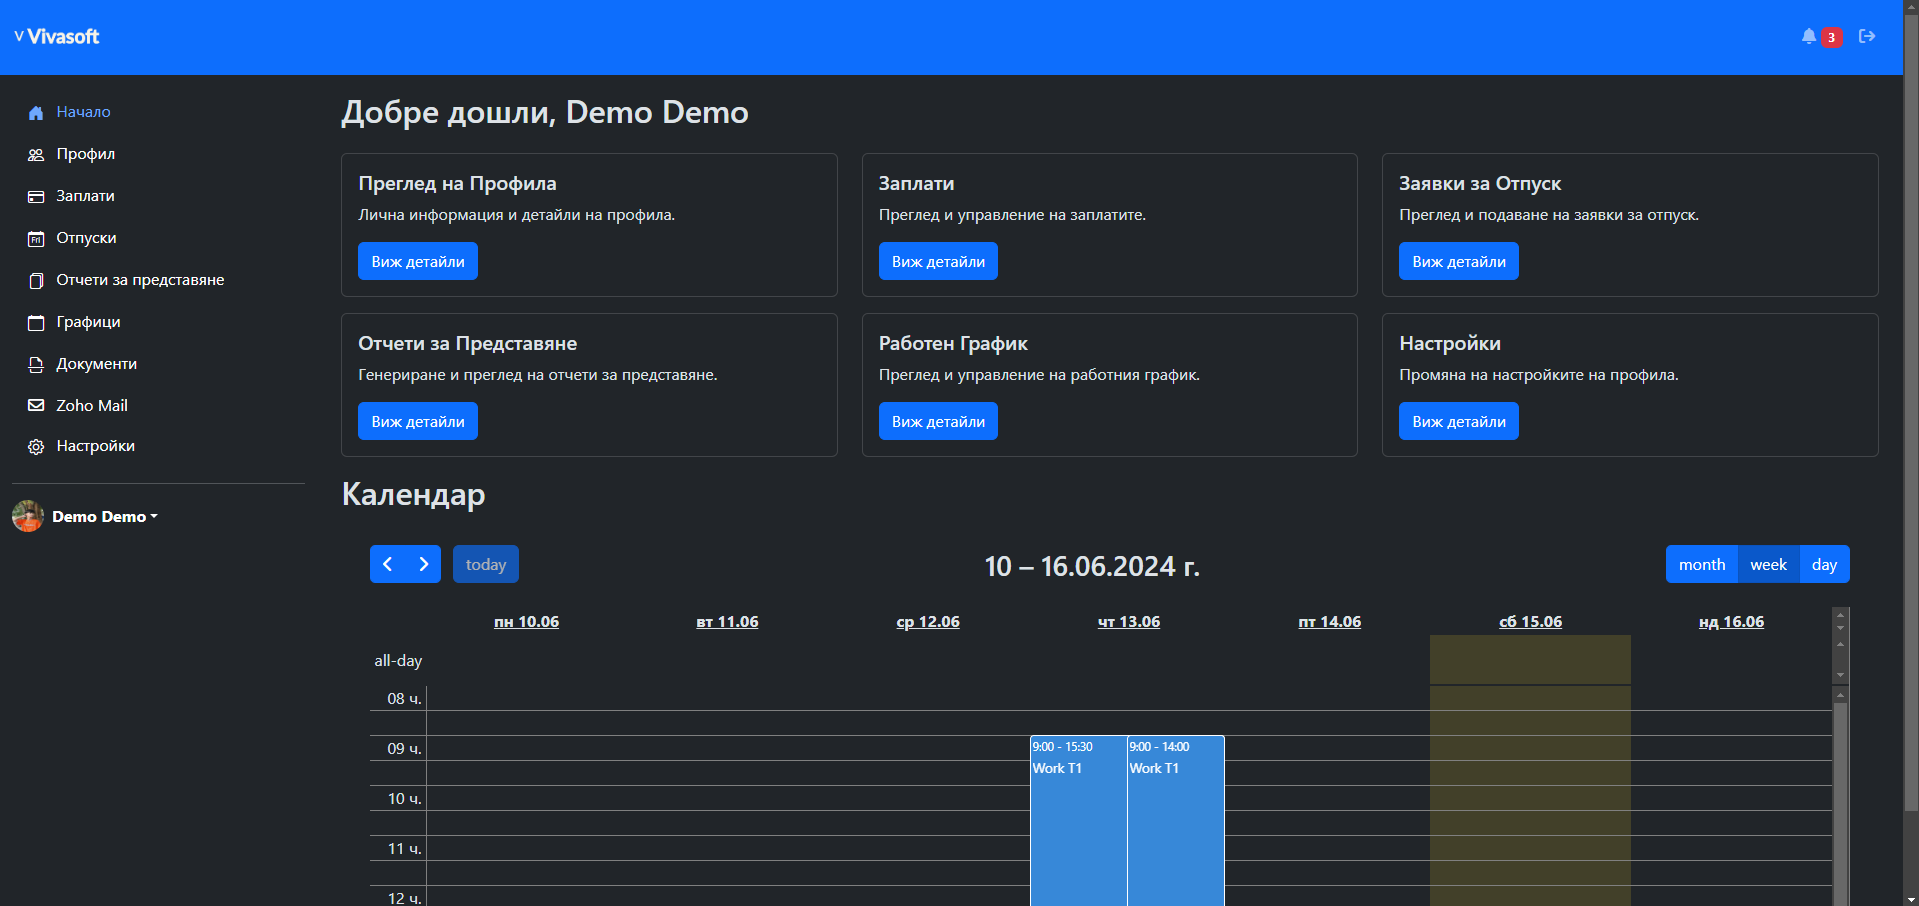 v Vivasoft
3
Начало
Профил
Заплати
Отпуски
Отчети за представяне
Графици
Документи
Zoho Mail
Настройки
Demo Demo
Добре дошли, Demo Demo
Преглед на Профила
Лична информация и детайли на профила.
Виж детайли
Заплати
Преглед и управление на заплатите.
Виж детайли
Заявки за Отпуск
Преглед и подаване на заявки за отпуск.
Виж детайли
Отчети за Представяне
Генериране и преглед на отчети за представяне.
Виж детайли
Работен График
Преглед и управление на работния график.
Виж детайли
Настройки
Промяна на настройките на профила.
Виж детайли
Календар
today
10 – 16.06.2024 г.
month week day
пн 10.06 вт 11.06 ср 12.06 чт 13.06 пт 14.06 сб 15.06 нд 16.06
all-day
08 ч.
09 ч.
9:00 - 15:30
Work T1
9:00 - 14:00
Work T1
10 ч.
11 ч.
12 ч.